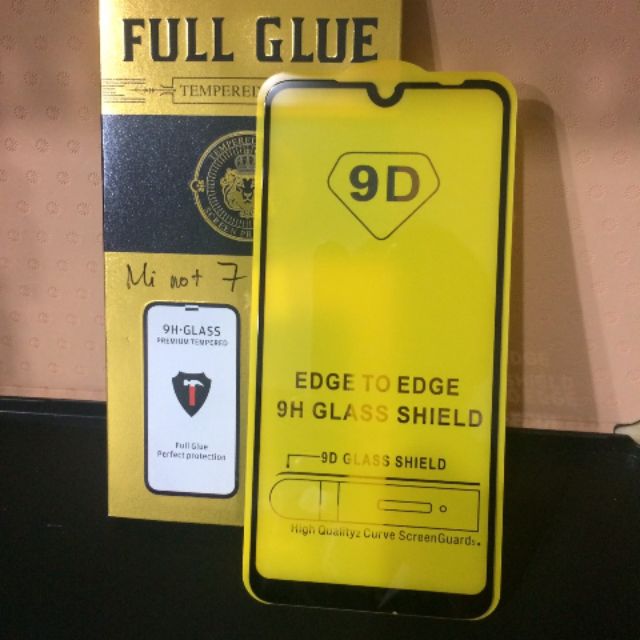 FULL GLUE
TEMPERED
Mi not 7
9H-GLASS
PREMIUM TEMPERED
Full Glue
Perfect protection
9D
EDGE TO EDGE
9H GLASS SHIELD
9D GLASS SHIELD
High Qualityz Curve ScreenGuards.